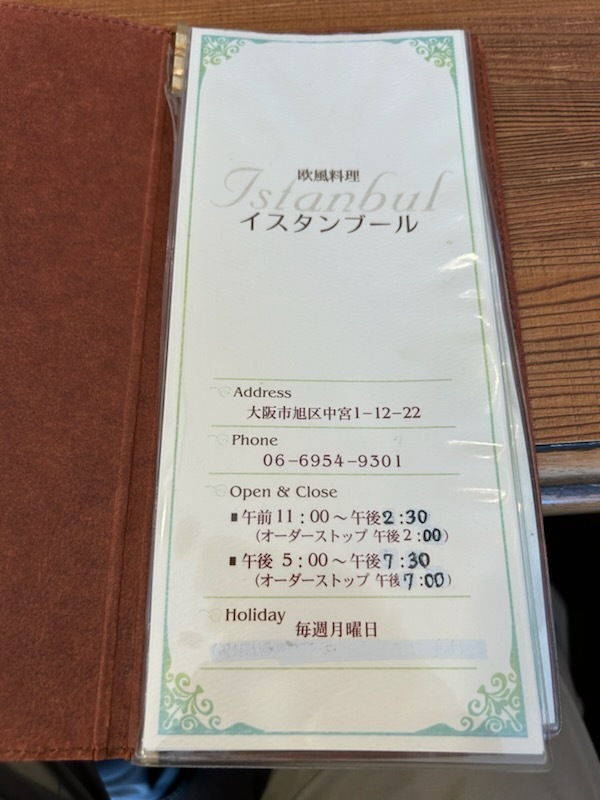 欧風料理
Istanbul
イスタンブール
Address
大阪市旭区中宮1-12-22
Phone
06-6954-9301
Open & Close
■午前11:00～午後2:30
(オーダーストップ 午後2:00)
■午後 5:00～午後7:30
(オーダーストップ 午後7:00)
Holiday
毎週月曜日